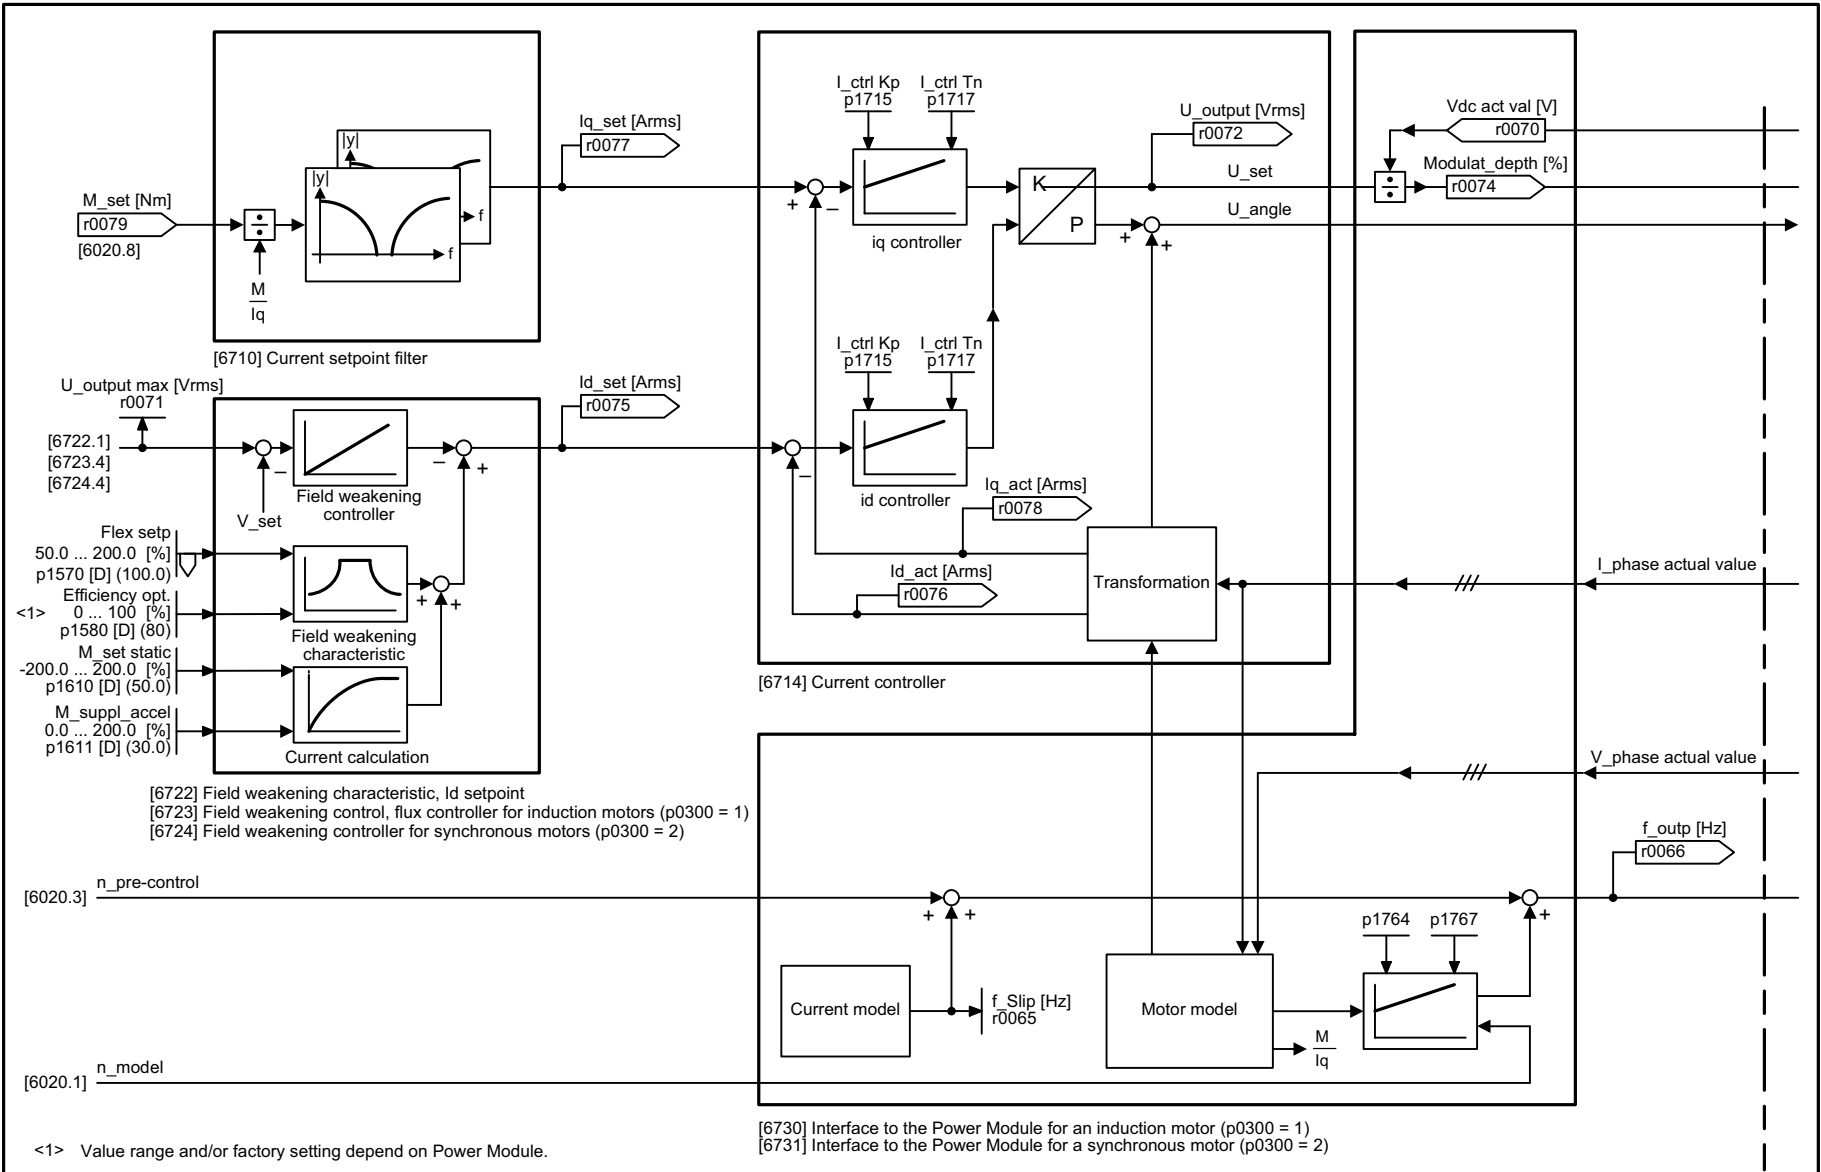 M_set [Nm]
r0079
[6020.8]
÷
M
Iq
|y|
|y|
f
f
[6710] Current setpoint filter
Iq_set [Arms]
r0077
U_output max [Vrms]
r0071
[6722.1]
[6723.4]
[6724.4]
–
V_set
Field weakening
controller
–
+
Id_set [Arms]
r0075
Flex setp
50.0 ... 200.0 [%]
p1570 [D] (100.0)
Efficiency opt.
<1> 0 ... 100 [%]
p1580 [D] (80)
Field weakening
characteristic
+
+
M_set static
-200.0 ... 200.0 [%]
p1610 [D] (50.0)
M_suppl_accel
0.0 ... 200.0 [%]
p1611 [D] (30.0)
Current calculation
[6722] Field weakening characteristic, Id setpoint
[6723] Field weakening control, flux controller for induction motors (p0300 = 1)
[6724] Field weakening controller for synchronous motors (p0300 = 2)
I_ctrl Kp
p1715
I_ctrl Tn
p1717
+
–
iq controller
K
P
U_output [Vrms]
r0072
U_set
U_angle
+
+
I_ctrl Kp
p1715
I_ctrl Tn
p1717
–
id controller
Iq_act [Arms]
r0078
Id_act [Arms]
r0076
Transformation
[6714] Current controller
Vdc act val [V]
r0070
Modulat_depth [%]
÷
r0074
I_phase actual value
V_phase actual value
f_outp [Hz]
r0066
[6020.3]
n_pre-control
+
+
+
p1764
p1767
Current model
f_Slip [Hz]
r0065
Motor model
M
Iq
[6020.1]
n_model
[6730] Interface to the Power Module for an induction motor (p0300 = 1)
[6731] Interface to the Power Module for a synchronous motor (p0300 = 2)
<1> Value range and/or factory setting depend on Power Module.